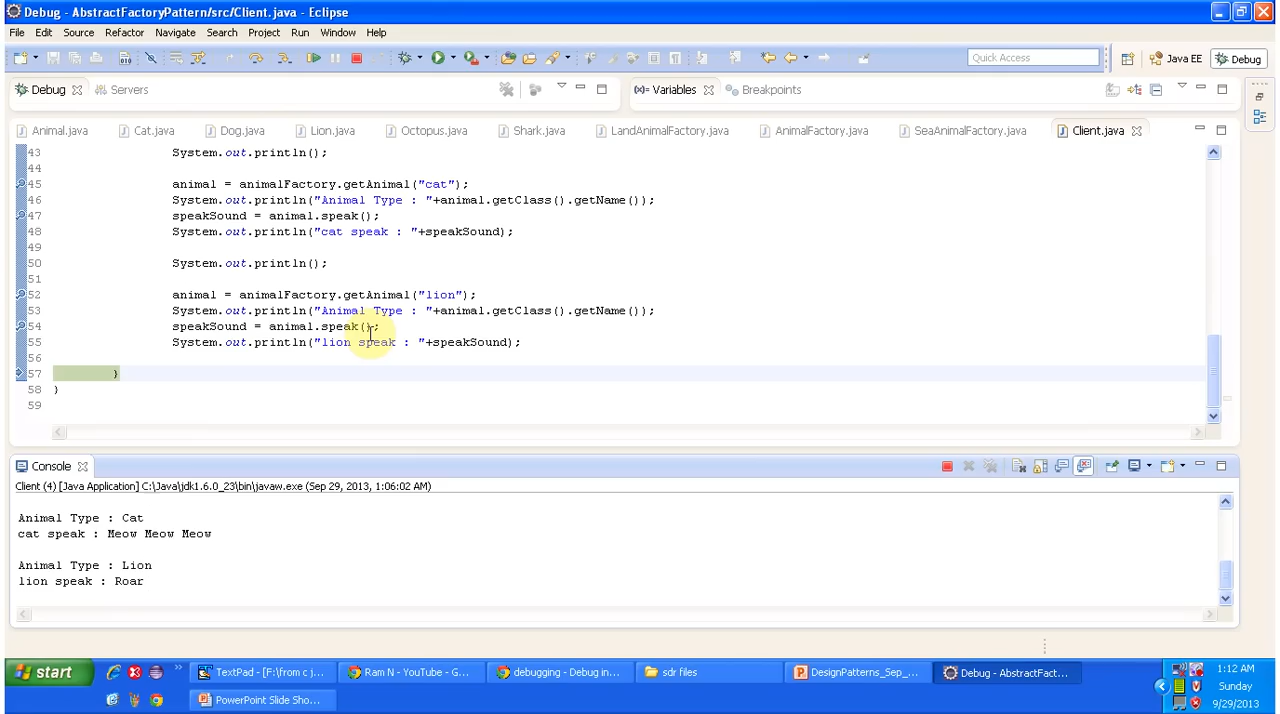 Debug - AbstractFactoryPattern/src/Client.java - Eclipse
File Edit Source Refactor Navigate Search Project Run Window Help
Quick Access Java EE Debug
Debug Servers (x)= Variables Breakpoints
Animal.java Cat.java Dog.java Lion.java Octopus.java Shark.java LandAnimalFactory.java AnimalFactory.java SeaAnimalFactory.java Client.java
43 System.out.println();
44
45 animal = animalFactory.getAnimal("cat");
46 System.out.println("Animal Type : "+animal.getClass().getName());
47 speakSound = animal.speak();
48 System.out.println("cat speak : "+speakSound);
49
50 System.out.println();
51
52 animal = animalFactory.getAnimal("lion");
53 System.out.println("Animal Type : "+animal.getClass().getName());
54 speakSound = animal.speak();
55 System.out.println("lion speak : "+speakSound);
56
57 }
58 }
59
Console
Client (4) [Java Application] C:\Java\jdk1.6.0_23\bin\javaw.exe (Sep 29, 2013, 1:06:02 AM)
Animal Type : Cat
cat speak : Meow Meow Meow
Animal Type : Lion
lion speak : Roar
start TextPad - [F:\from c j... Ram N - YouTube - G... debugging - Debug in... sdr files DesignPatterns_Sep_... Debug - AbstractFact... 1:12 AM
Sunday
PowerPoint Slide Sho... 9/29/2013